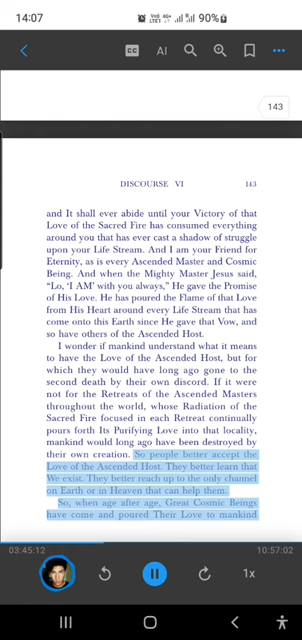 14:07
90%
CC
AI
143
DISCOURSE VI 143
and It shall ever abide until your Victory of that
Love of the Sacred Fire has consumed everything
around you that has ever cast a shadow of struggle
upon your Life Stream. And I am your Friend for
Eternity, as is every Ascended Master and Cosmic
Being. And when the Mighty Master Jesus said,
"Lo, 'I AM' with you always," He gave the Promise
of His Love. He has poured the Flame of that Love
from His Heart around every Life Stream that has
come onto this Earth since He gave that Vow, and
so have others of the Ascended Host.
I wonder if mankind understand what it means
to have the Love of the Ascended Host, but for
which they would have long ago gone to the
second death by their own discord. If it were
not for the Retreats of the Ascended Masters
throughout the world, whose Radiation of the
Sacred Fire focused in each Retreat continually
pours forth Its Purifying Love into that locality,
mankind would long ago have been destroyed by
their own creation. So people better accept the
Love of the Ascended Host. They better learn that
We exist. They better reach up to the only channel
on Earth or in Heaven that can help them.
So, when age after age, Great Cosmic Beings
have come and poured Their Love to mankind
03:45:12 10:57:02
1x